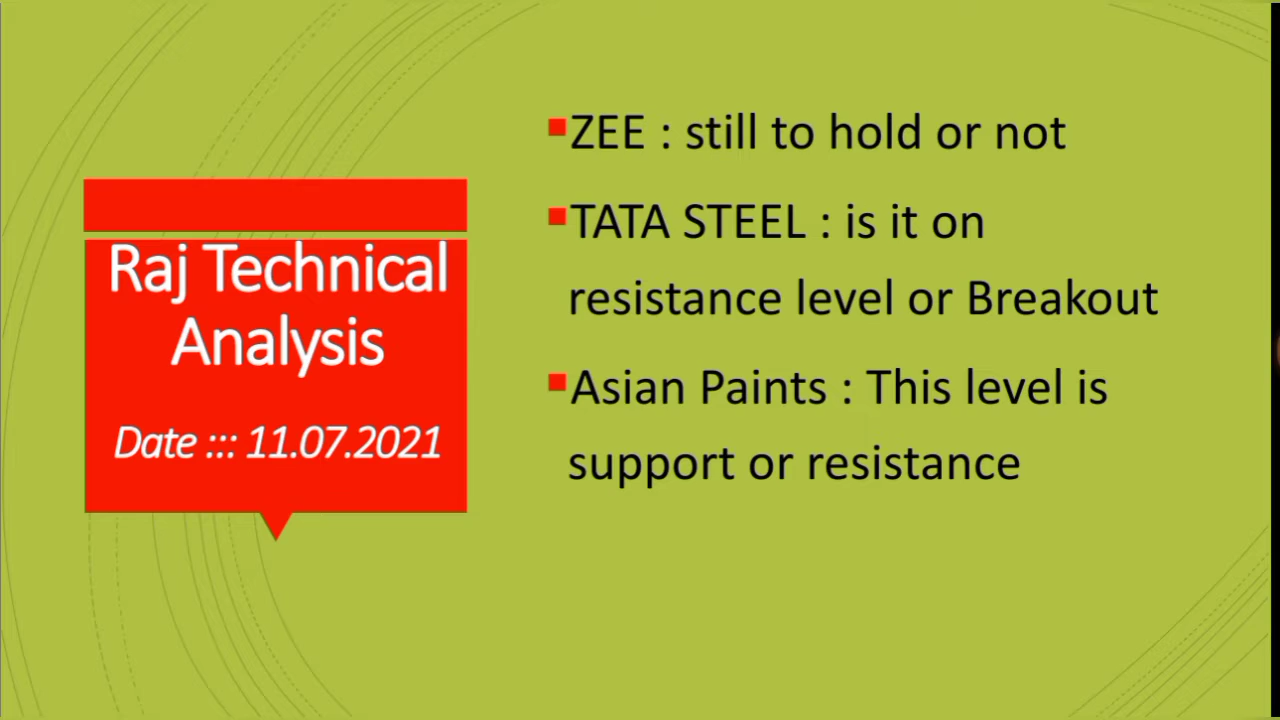 Raj Technical
Analysis
Date ::: 11.07.2021
ZEE : still to hold or not
TATA STEEL : is it on
resistance level or Breakout
Asian Paints : This level is
support or resistance